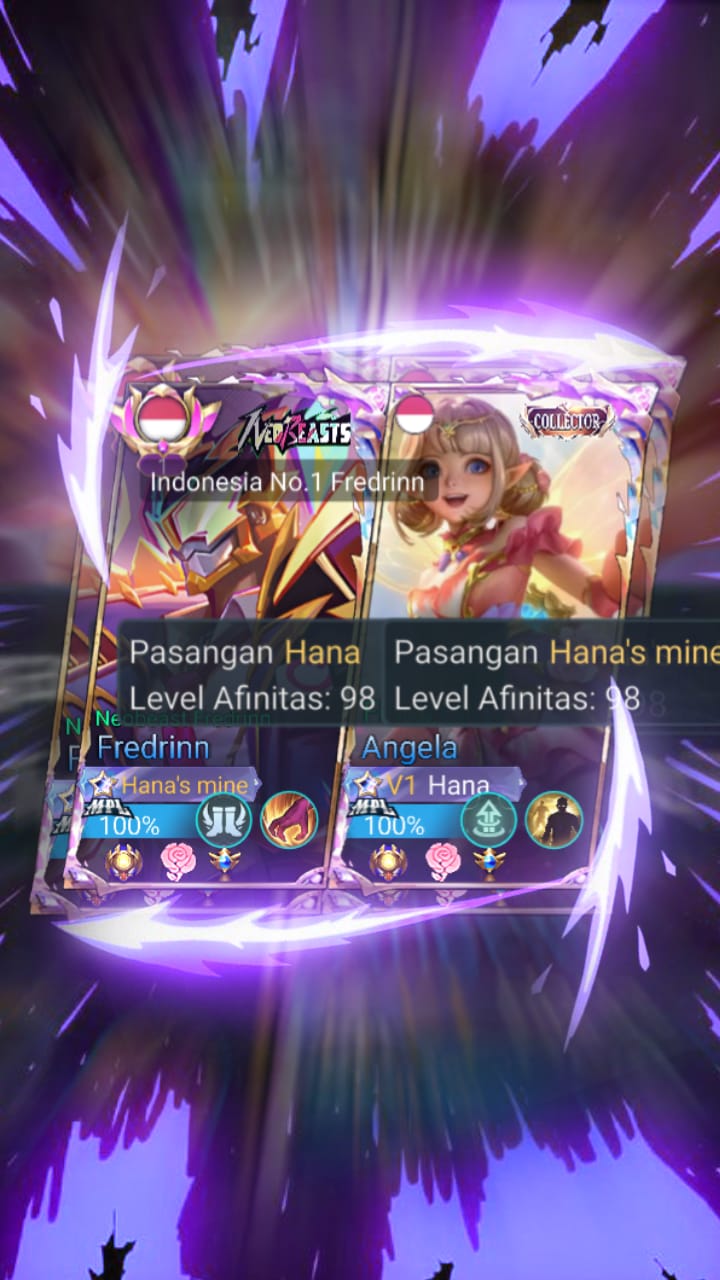 NEOBEASTS
COLLECTOR
Indonesia No.1 Fredrinn
Pasangan Hana
Level Afinitas: 98
Pasangan Hana's mine
Level Afinitas: 98
Neobeast Fredrinn
Fredrinn
Hana's mine
MPL
100%
Angela
V1 Hana
MPL
100%